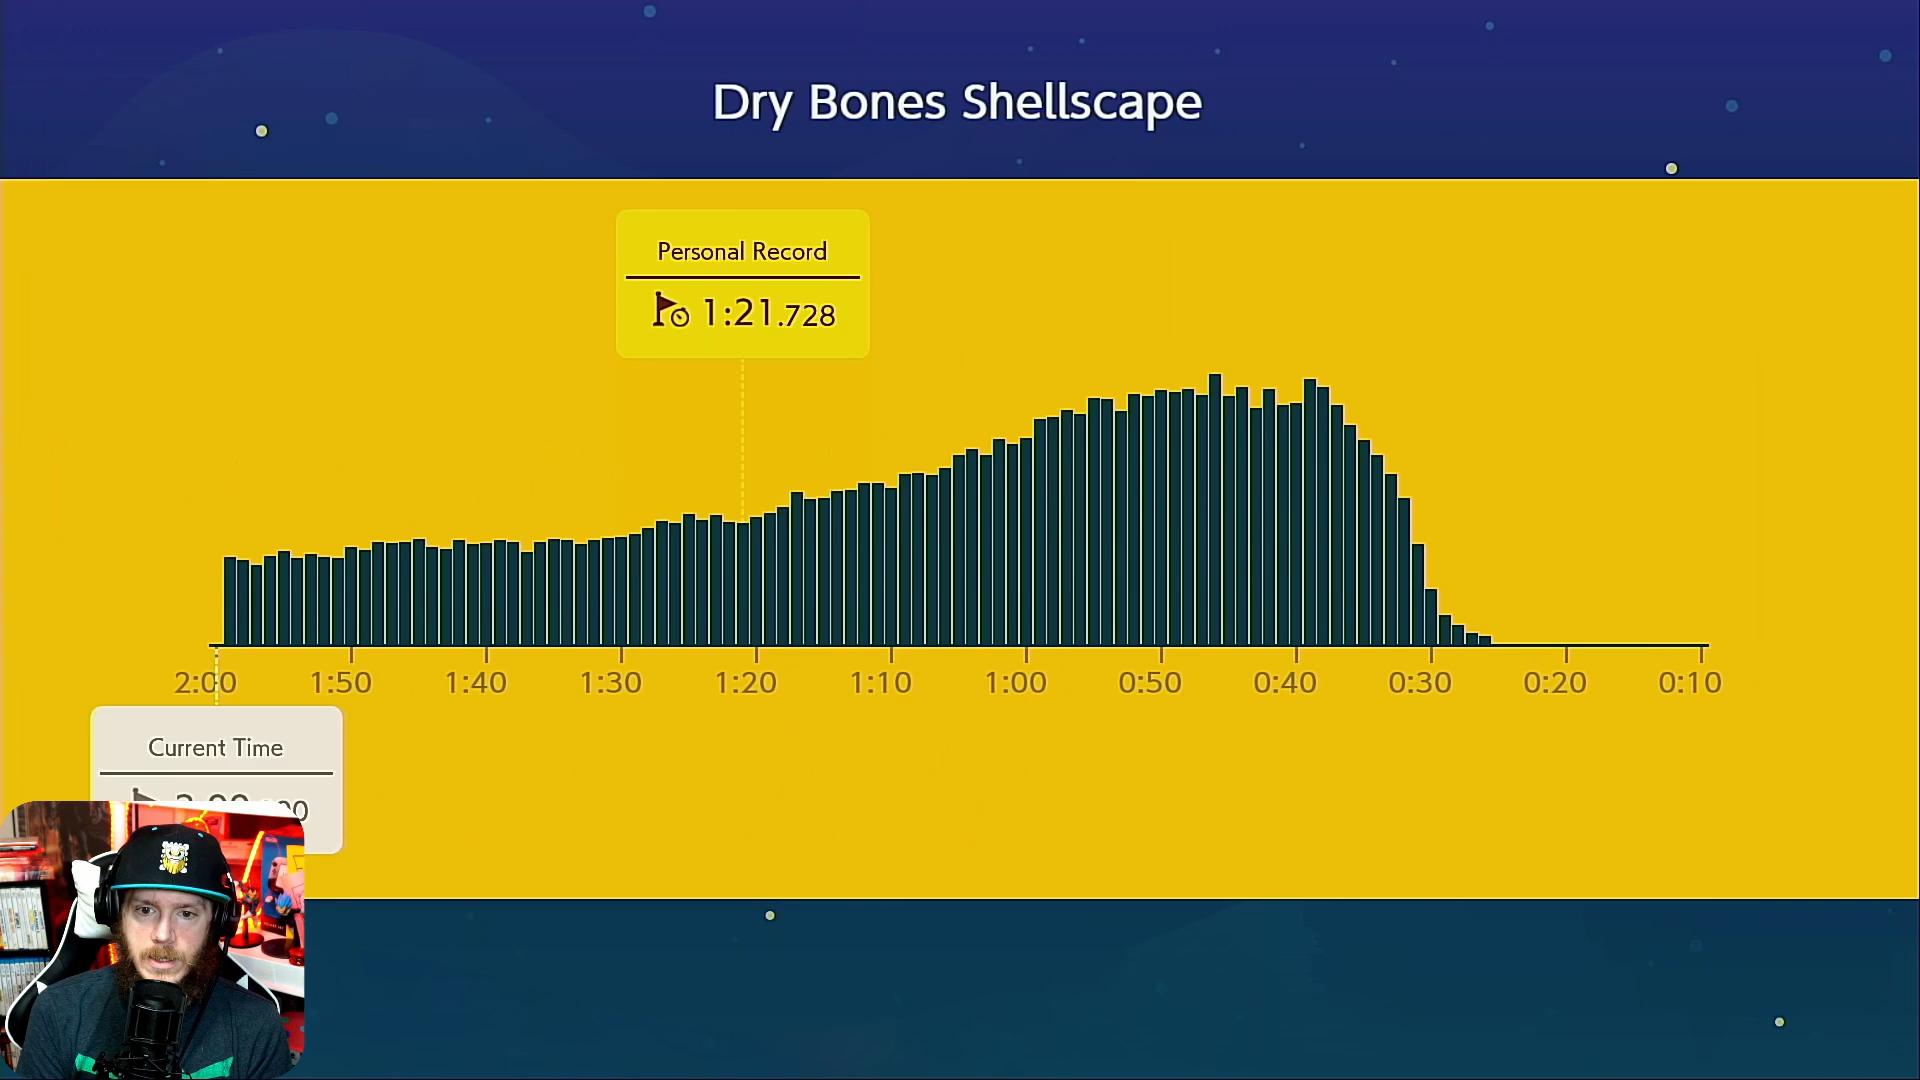 Dry Bones Shellscape
Personal Record
1:21.728
2:00 1:50 1:40 1:30 1:20 1:10 1:00 0:50 0:40 0:30 0:20 0:10
Current Time